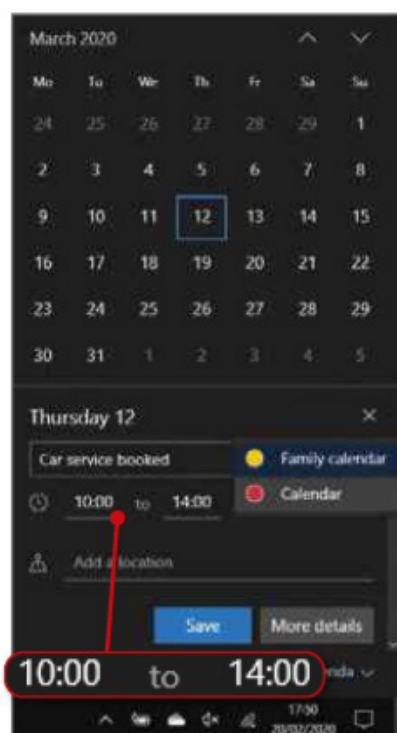 March 2020
Mo Tu We Th Fr Sa Su
24 25 26 27 28 29 1
2 3 4 5 6 7 8
9 10 11 12 13 14 15
16 17 18 19 20 21 22
23 24 25 26 27 28 29
30 31 1 2 3 4 5
Thursday 12
Car service booked
Family calendar
10:00 to 14:00
Calendar
Add a location
Save More details
10:00 to 14:00
nda
17:50
20/02/2020